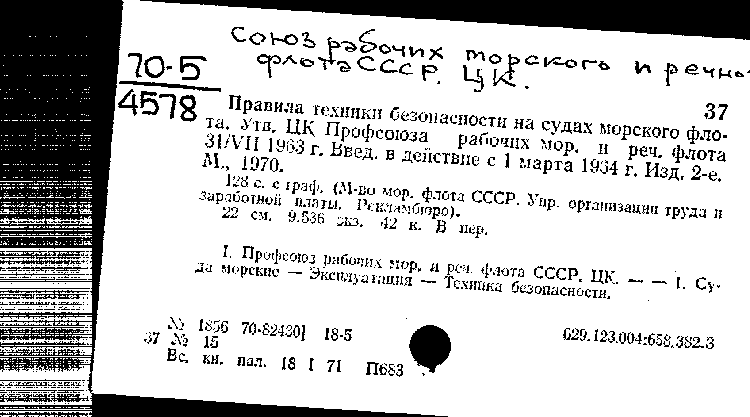 Союз рабочих морского и речно
флота СССР. ЦК.
70-5
4578
37
Правила техники безопасности на судах морского фло-
та. Утв. ЦК Профсоюза рабочих мор. и реч. флота
31/VII 1963 г. Введ. в действие с 1 марта 1964 г. Изд. 2-е.
М., 1970.
128 с. с граф. (М-во мор. флота СССР. Упр. организации труда и
заработной платы. Рекламбюро).
22 см. 9.536 экз. 42 к. В пер.
I. Профсоюз рабочих мор. и реч. флота СССР. ЦК. — — 1. Су-
да морские — Эксплуатация — Техника безопасности.
№ 1856 70-82430] 18-5
629.123.004:658.382.3
37 № 15
Вс. кн. пал. 18 I 71 П683